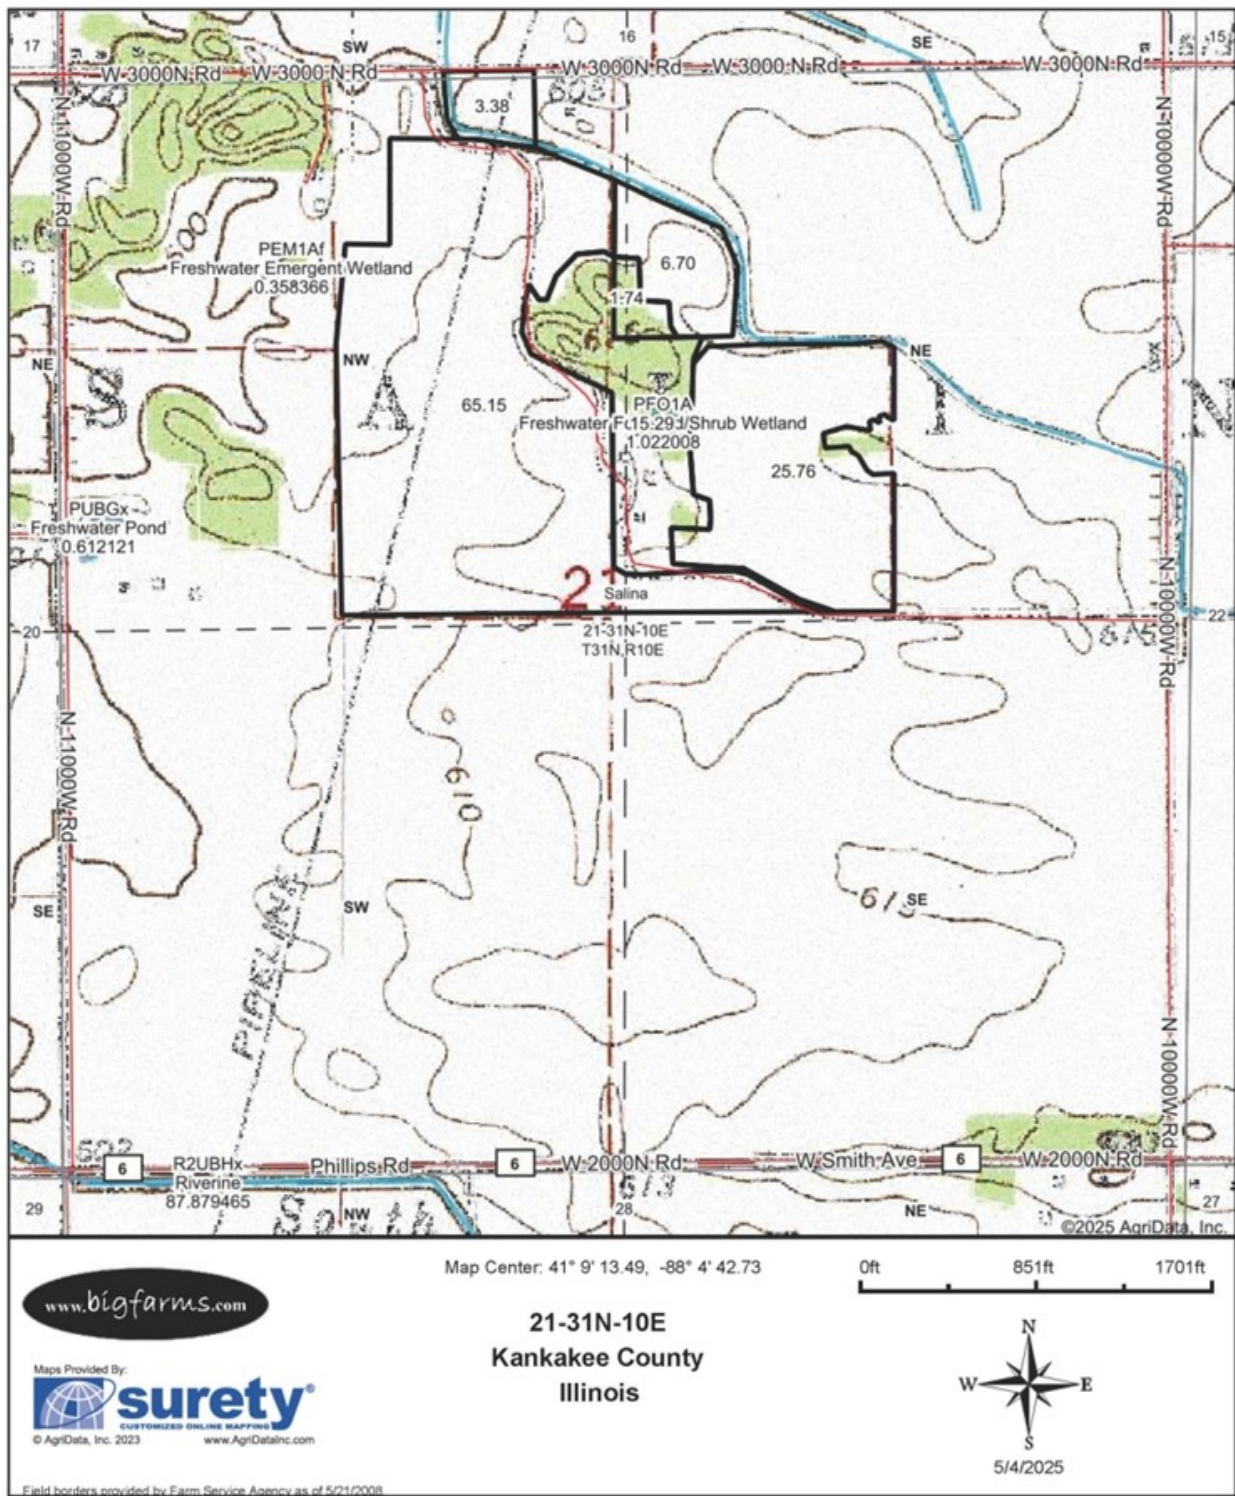 17
SW
16
SE
15
W 3000N Rd
W 3000 N Rd
W 3000N Rd
W 3000 N Rd
W 3000N Rd
3.38
N 11000W Rd
N 10000W Rd
PEM1Af
Freshwater Emergent Wetland
0.358366
6.70
1.74
NE
NW
NE
65.15
PFO1A
15.29
1.022008
25.76
PUBGx
Freshwater Pond
0.612121
Salina
20
21-31N-10E
T31N R10E
22
N 11000W Rd
N 10000W Rd
610
SE
SW
SE
PIPELINE
N 10000W Rd
6
R2UBHx
Riverine
87.879465
Phillips Rd
6
W 2000N Rd
W Smith Ave
6
W 2000N Rd
29
NW
28
NE
27
©2025 AgriData, Inc.
www.bigfarms.com
Maps Provided By:
surety®
CUSTOMIZED ONLINE MAPPING
© AgriData, Inc. 2023
www.AgriDataInc.com
Field borders provided by Farm Service Agency as of 5/21/2008.
Map Center: 41° 9' 13.49, -88° 4' 42.73
21-31N-10E
Kankakee County
Illinois
0ft
851ft
1701ft
N
W
E
S
5/4/2025